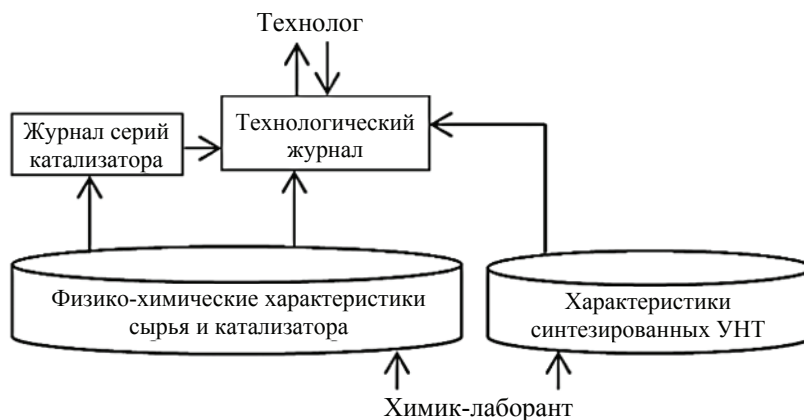 Технолог
Журнал серий
катализатора
Технологический
журнал
Физико-химические характеристики
сырья и катализатора
Характеристики
синтезированных УНТ
Химик-лаборант